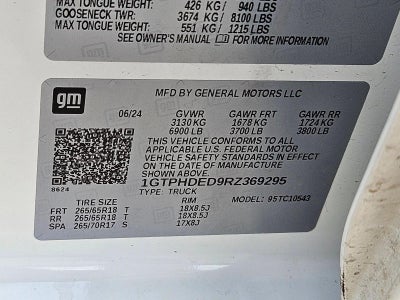 MAX TONGUE WEIGHT: 426 KG / 940 LBS
GOOSENECK TWR: 3674 KG / 8100 LBS
MAX TONGUE WEIGHT: 551 KG / 1215 LBS
SEE OWNER'S MANUAL FOR MORE INFORMATION
gm
MFD BY GENERAL MOTORS LLC
06/24 GVWR GAWR FRT GAWR RR
3130 KG 1678 KG 1724 KG
6900 LB 3700 LB 3800 LB
THIS VEHICLE CONFORMS TO ALL APPLICABLE
U.S. FEDERAL MOTOR VEHICLE SAFETY
STANDARDS IN EFFECT ON THE DATE
OF MANUFACTURE SHOWN ABOVE.
1GTPHDED9RZ369295
8624
TYPE: TRUCK
TIRE SIZE RIM MODEL: 95TC10543
FRT 265/65R18 T 18X8.5J
RR 265/65R18 T 18X8.5J
SPA 265/70R17 S 17X8J